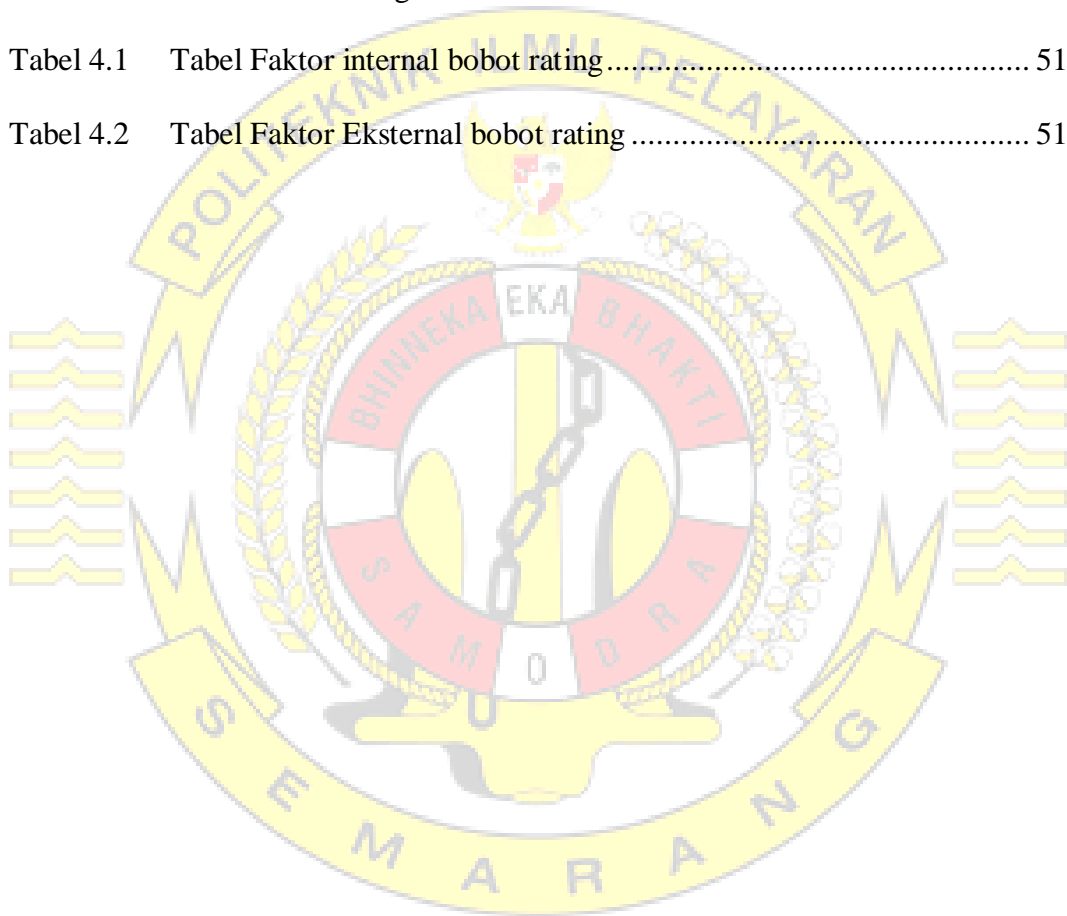 Tabel 4.1 Tabel Faktor internal bobot rating............................................ 51
Tabel 4.2 Tabel Faktor Eksternal bobot rating.......................................... 51
POLITEKNIK ILMU PELAYARAN
BHINNEKA EKA BHAKTI
SAMODRA
SEMARANG